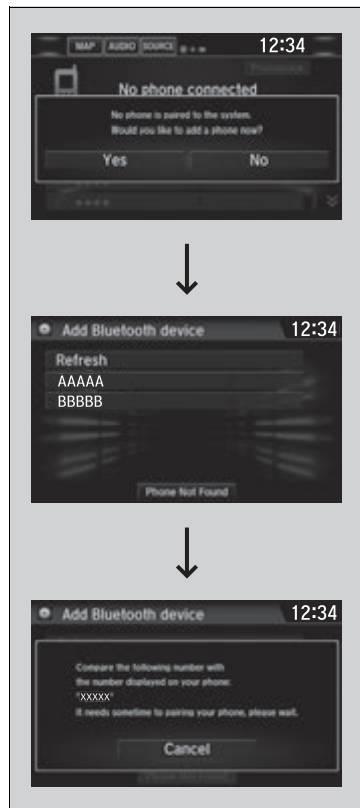 MAP AUDIO SOURCE 12:34
No phone connected
No phone is paired to the system.
Would you like to add a phone now?
Yes No
Add Bluetooth device 12:34
Refresh
AAAAA
BBBBB
Phone Not Found
Add Bluetooth device 12:34
Compare the following number with
the number displayed on your phone:
"XXXXX"
It needs sometime to pairing your phone, please wait.
Cancel
Phone Not Found